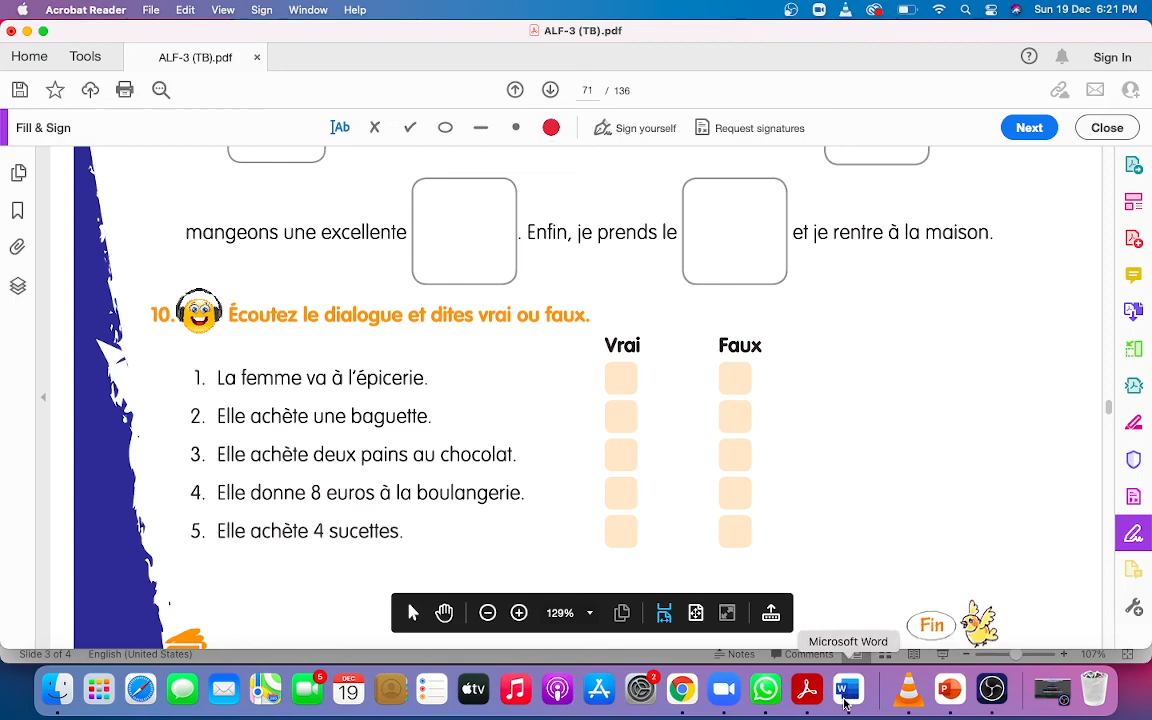 Acrobat Reader File Edit View Sign Window Help Sun 19 Dec 6:21 PM
ALF-3 (TB).pdf
Home Tools ALF-3 (TB).pdf × Sign In
71 / 136
Fill & Sign Ab Sign yourself Request signatures Next Close
mangeons une excellente . Enfin, je prends le et je rentre à la maison.
10. Écoutez le dialogue et dites vrai ou faux.
Vrai Faux
1. La femme va à l'épicerie.
2. Elle achète une baguette.
3. Elle achète deux pains au chocolat.
4. Elle donne 8 euros à la boulangerie.
5. Elle achète 4 sucettes.
129%
Fin
Microsoft Word
Slide 3 of 4 English (United States) Notes Comments 107%
5 DEC 19 tv 2 W P